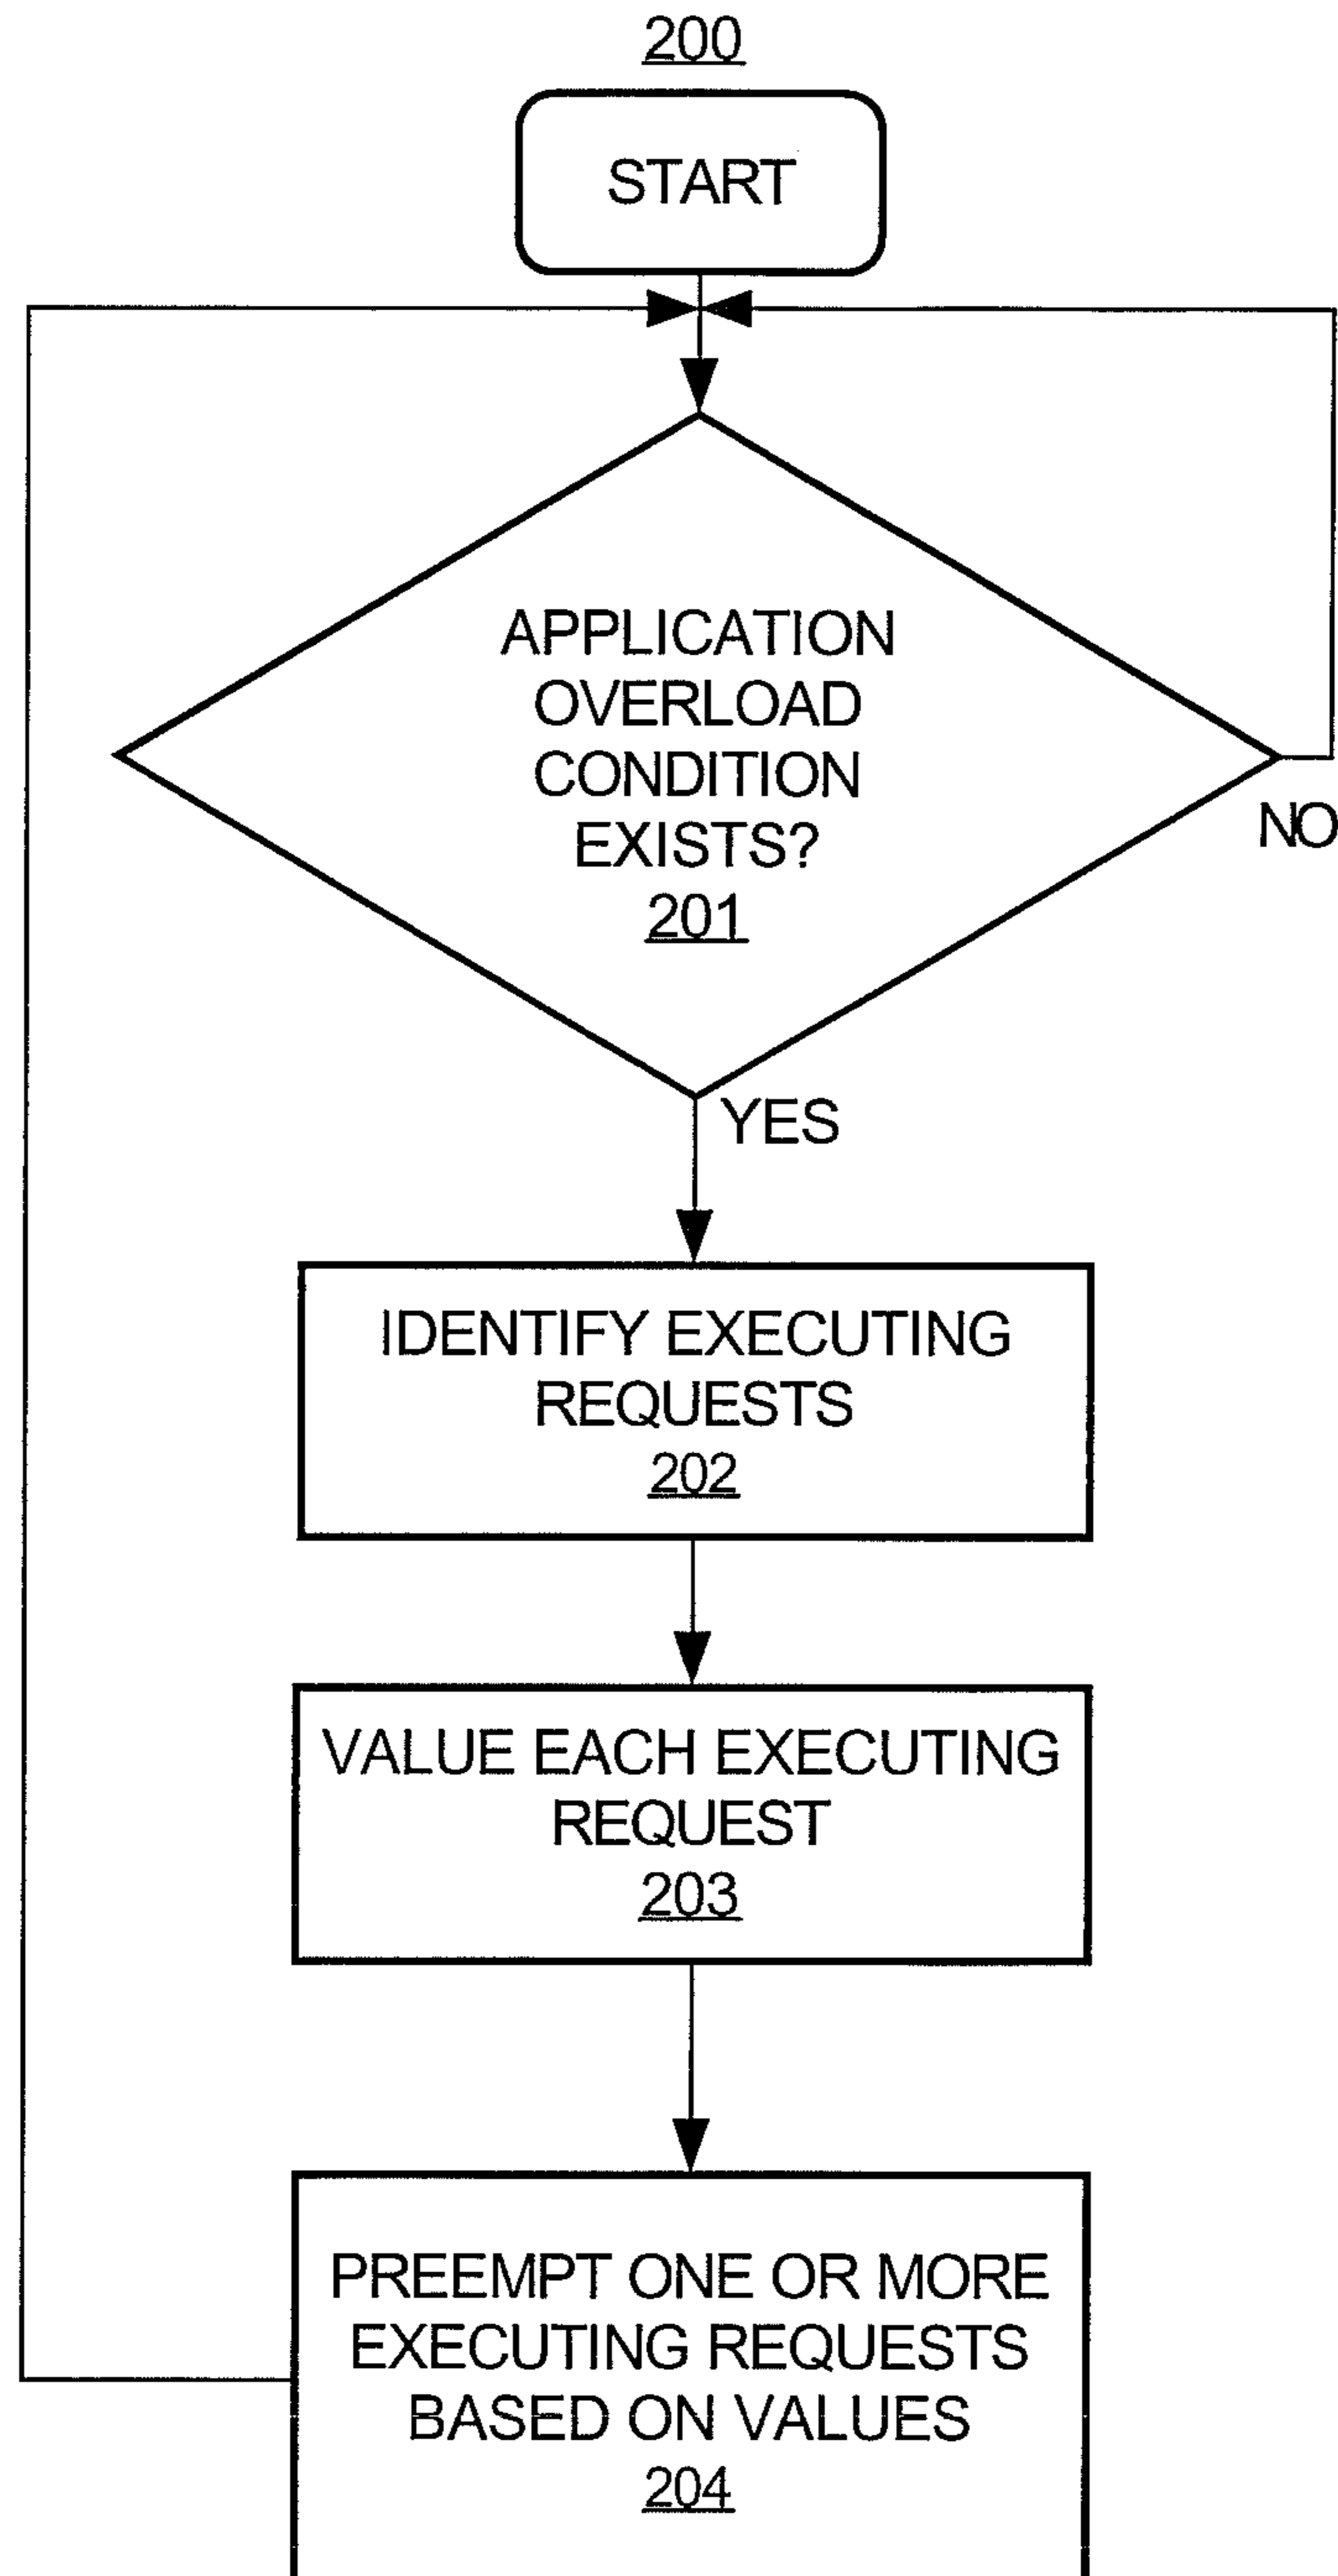 200
START
APPLICATION
OVERLOAD
CONDITION
EXISTS?
201
NO
YES
IDENTIFY EXECUTING
REQUESTS
202
VALUE EACH EXECUTING
REQUEST
203
PREEMPT ONE OR MORE
EXECUTING REQUESTS
BASED ON VALUES
204